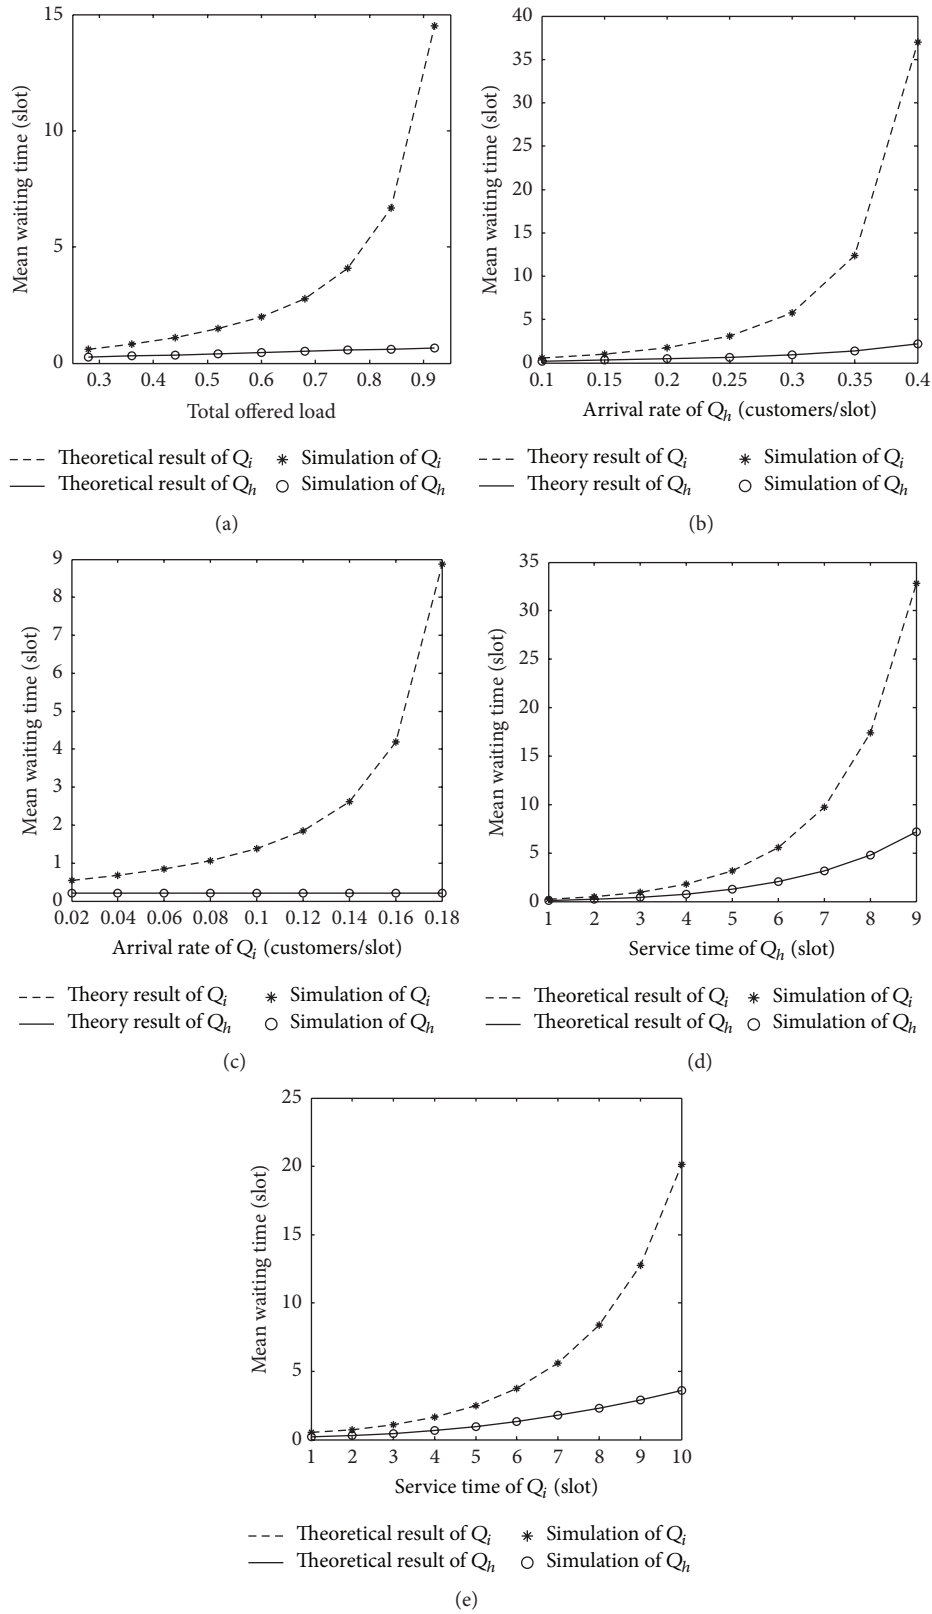 15
10
5
0
Mean waiting time (slot)
0.3 0.4 0.5 0.6 0.7 0.8 0.9
Total offered load
Theoretical result of Q_i Simulation of Q_i
Theoretical result of Q_h Simulation of Q_h
(a)
40
35
30
25
20
15
10
5
0
Mean waiting time (slot)
0.1 0.15 0.2 0.25 0.3 0.35 0.4
Arrival rate of Q_h (customers/slot)
Theory result of Q_i Simulation of Q_i
Theory result of Q_h Simulation of Q_h
(b)
9
8
7
6
5
4
3
2
1
0
Mean waiting time (slot)
0.02 0.04 0.06 0.08 0.1 0.12 0.14 0.16 0.18
Arrival rate of Q_i (customers/slot)
Theory result of Q_i Simulation of Q_i
Theory result of Q_h Simulation of Q_h
(c)
35
30
25
20
15
10
5
0
Mean waiting time (slot)
1 2 3 4 5 6 7 8 9
Service time of Q_h (slot)
Theoretical result of Q_i Simulation of Q_i
Theoretical result of Q_h Simulation of Q_h
(d)
25
20
15
10
5
0
Mean waiting time (slot)
1 2 3 4 5 6 7 8 9 10
Service time of Q_i (slot)
Theoretical result of Q_i Simulation of Q_i
Theoretical result of Q_h Simulation of Q_h
(e)